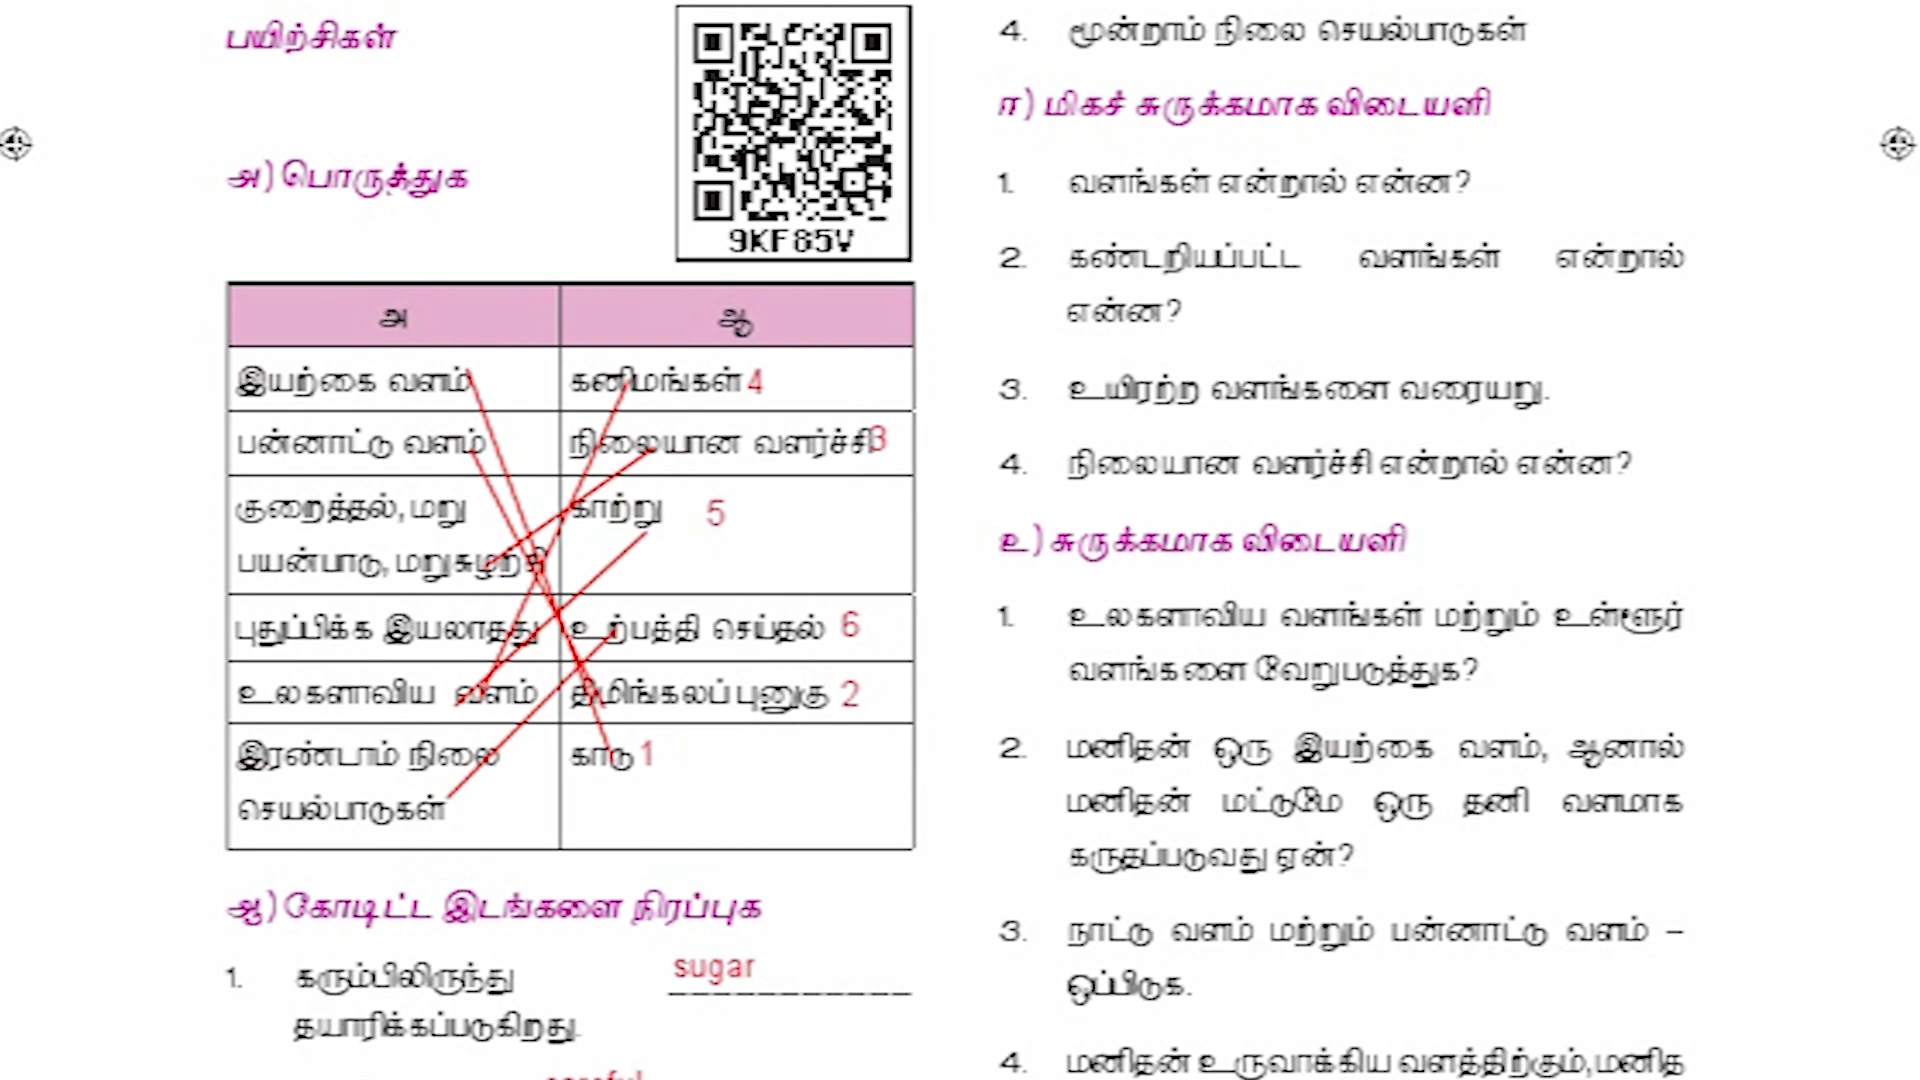 பயிற்சிகள்
9KF85V
அ) பொருத்துக
அ ஆ
இயற்கை வளம் கனிமங்கள் 4
பன்னாட்டு வளம் நிலையான வளர்ச்சி 3
குறைத்தல், மறு காற்று 5
பயன்பாடு, மறுசுழற்சி
புதுப்பிக்க இயலாதது உற்பத்தி செய்தல் 6
உலகளாவிய வளம் திமிங்கலப் புனுகு 2
இரண்டாம் நிலை காடு 1
செயல்பாடுகள்
ஆ) கோடிட்ட இடங்களை நிரப்புக
1. கரும்பிலிருந்து sugar
தயாரிக்கப்படுகிறது.
4. மூன்றாம் நிலை செயல்பாடுகள்
ஈ) மிகச் சுருக்கமாக விடையளி
1. வளங்கள் என்றால் என்ன?
2. கண்டறியப்பட்ட வளங்கள் என்றால்
என்ன?
3. உயிரற்ற வளங்களை வரையறு.
4. நிலையான வளர்ச்சி என்றால் என்ன?
உ) சுருக்கமாக விடையளி
1. உலகளாவிய வளங்கள் மற்றும் உள்ளூர்
வளங்களை வேறுபடுத்துக?
2. மனிதன் ஒரு இயற்கை வளம், ஆனால்
மனிதன் மட்டுமே ஒரு தனி வளமாக
கருதப்படுவது ஏன்?
3. நாட்டு வளம் மற்றும் பன்னாட்டு வளம் –
ஒப்பிடுக.
4. மனிதன் உருவாக்கிய வளத்திற்கும், மனித